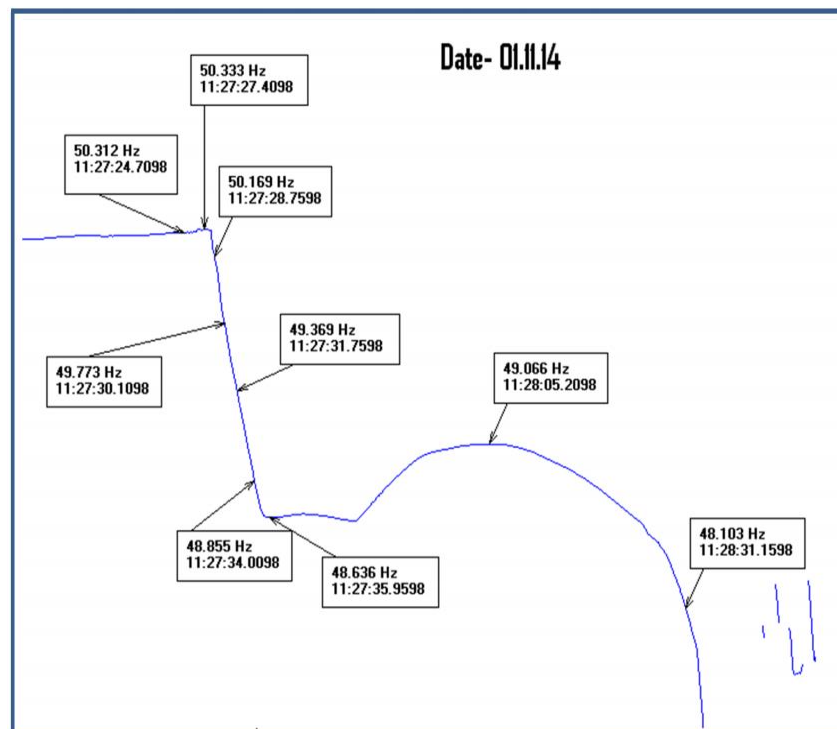 Date- 01.11.14
50.333 Hz
11:27:27.4098
50.312 Hz
11:27:24.7098
50.169 Hz
11:27:28.7598
49.369 Hz
11:27:31.7598
49.773 Hz
11:27:30.1098
49.066 Hz
11:28:05.2098
48.855 Hz
11:27:34.0098
48.636 Hz
11:27:35.9598
48.103 Hz
11:28:31.1598